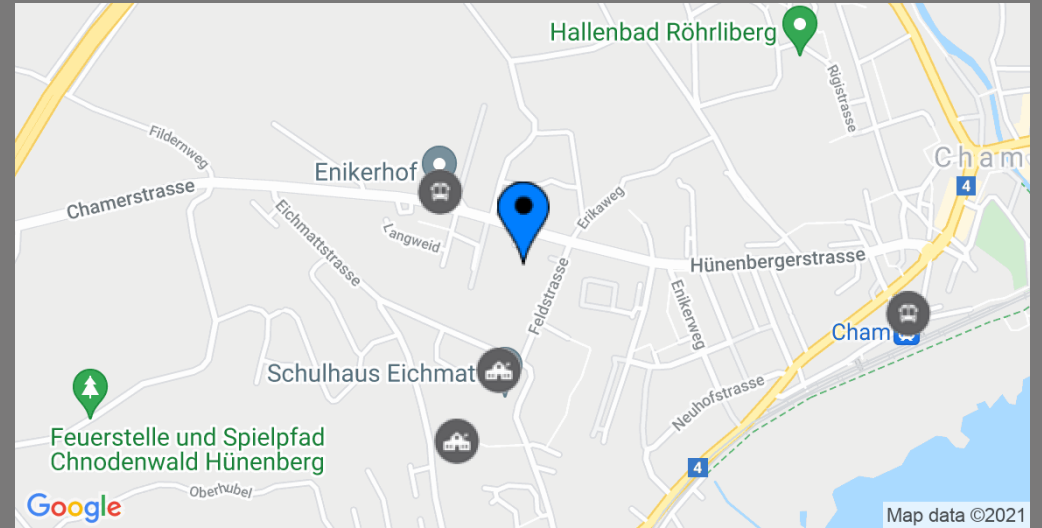 Hallenbad Röhrliberg
Rigistrasse
Fildernweg
Cham
Enikerhof
4
Chamerstrasse
Erikaweg
Eichmattstrasse
Langweid
Hünenbergerstrasse
Feldstrasse
Enikerweg
Cham
Schulhaus Eichmat
Neuhofstrasse
Feuerstelle und Spielpfad
Chnodenwald Hünenberg
4
Oberhubel
Google
Map data ©2021